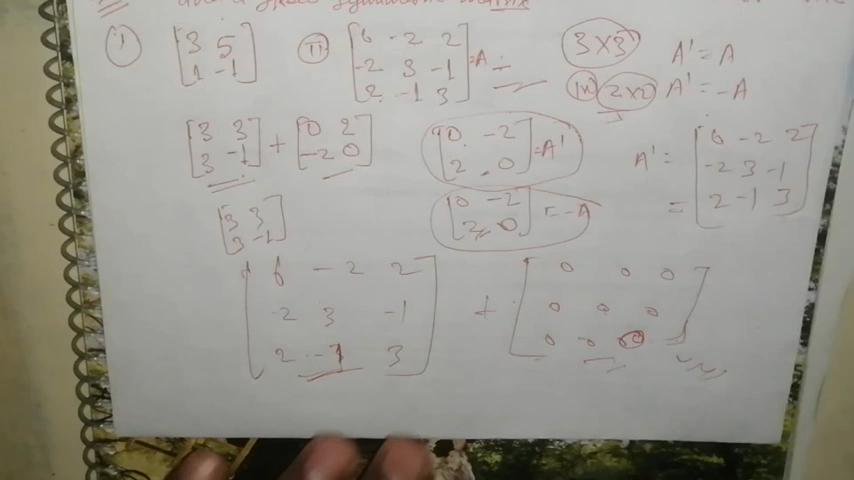 matrix
(i) [3 5; 1 -1] (ii) [6 -2 2; -2 3 -1; 2 -1 3] = A
3×3 A' = A
2×2 A' = -A
[3 3; 3 -1] + [0 2; -2 0] [0 -2; 2 0] = A' A' = [6 -2 2; -2 3 -1; 2 -1 3]
[3 3; 3 -1] [0 -2; 2 0] = -A =
[6 -2 2; -2 3 -1; 2 -1 3] + [0 0 0; 0 0 0; 0 0 0]